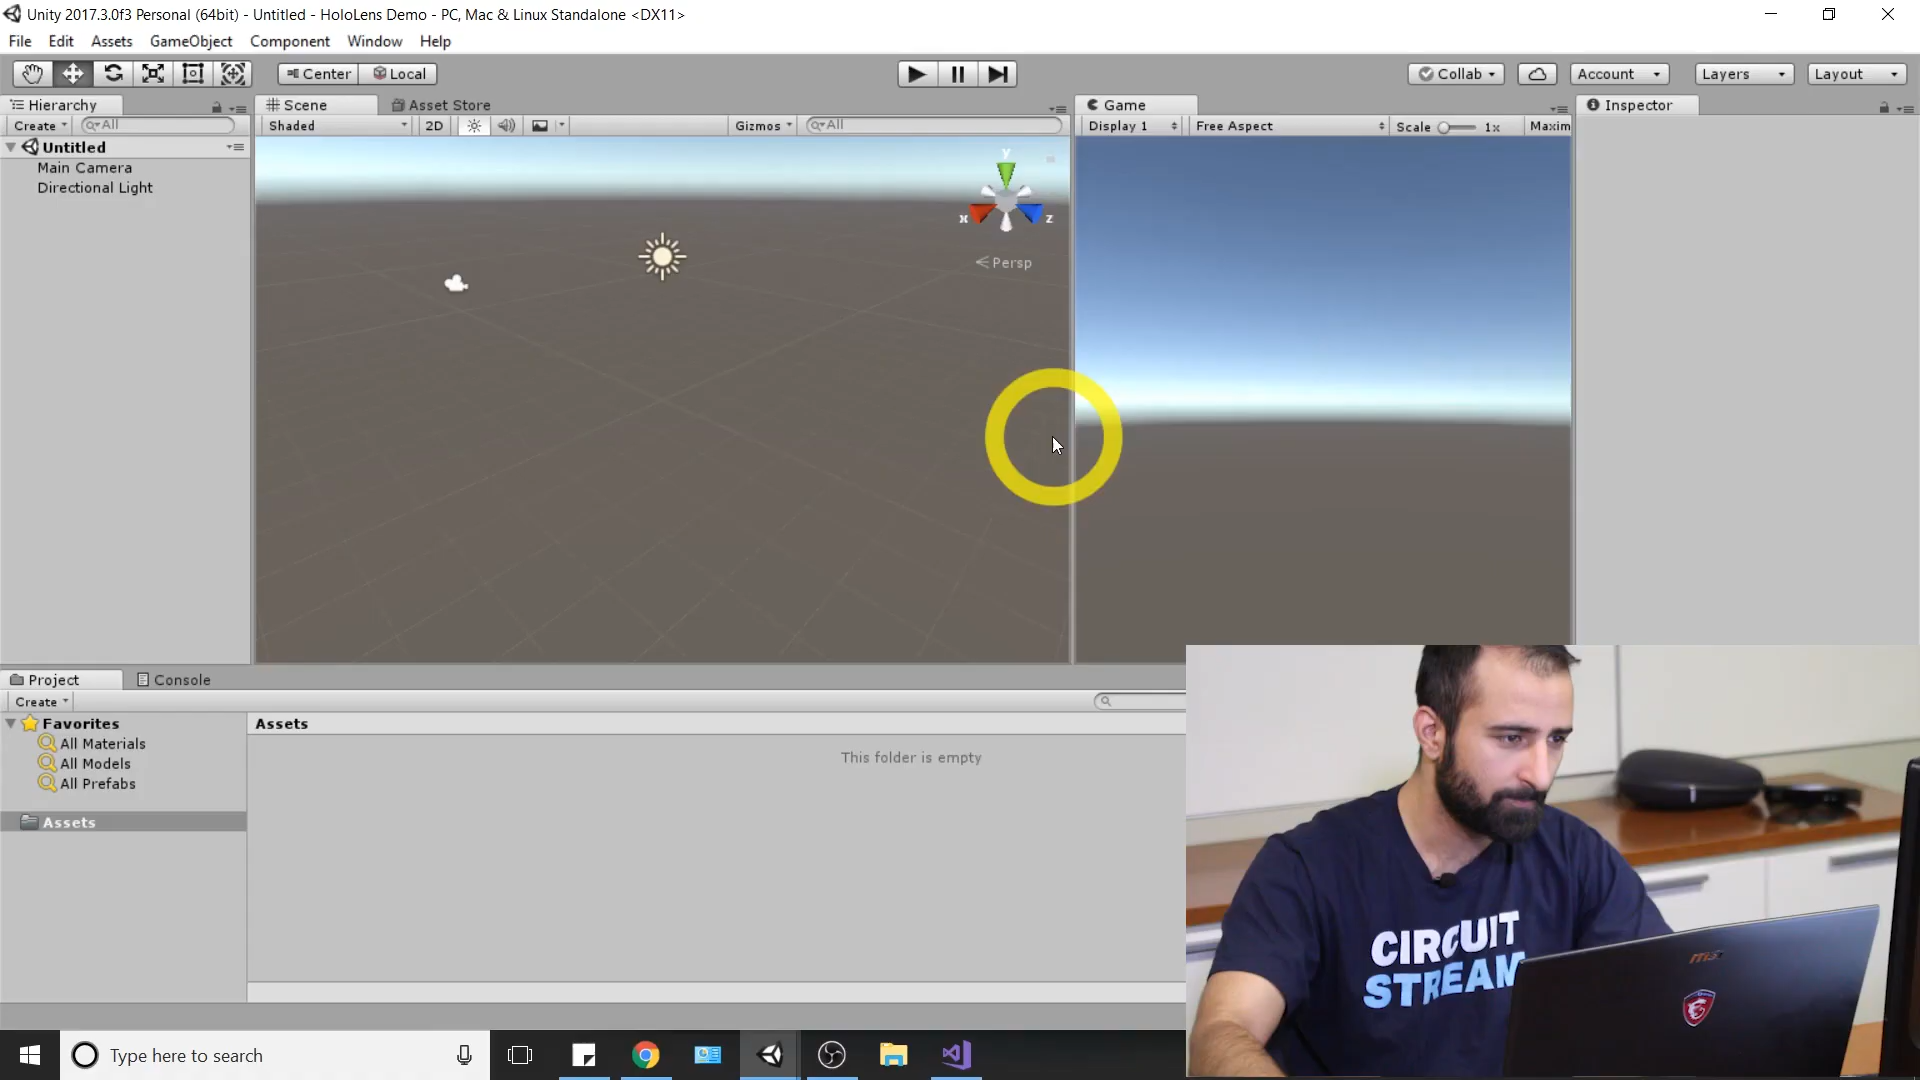 Unity 2017.3.0f3 Personal (64bit) - Untitled - HoloLens Demo - PC, Mac & Linux Standalone <DX11>
File Edit Assets GameObject Component Window Help
Center Local Collab Account Layers Layout
Hierarchy Scene Asset Store Game Inspector
Create All Shaded 2D Gizmos All Display 1 Free Aspect Scale 1x Maxim
Untitled
Main Camera
Directional Light
y
x z
Persp
Project Console
Create
Favorites Assets
All Materials
All Models
All Prefabs
Assets
This folder is empty
CIRCUIT
STREAM
msi
Type here to search